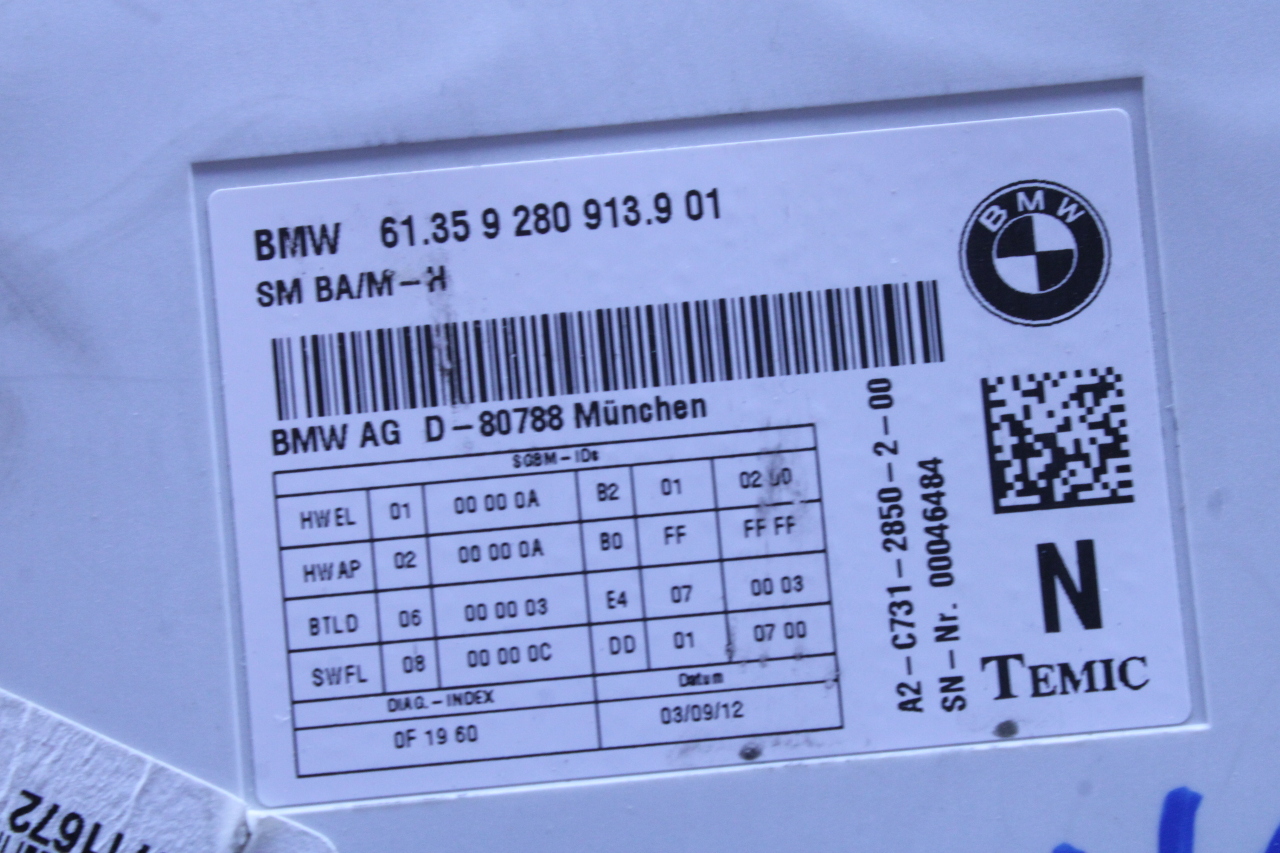 BMW 61.35 9 280 913.9 01
SM BA/M-H
BMW
BMW AG D-80788 München
SGBM-IDs
HWEL 01 00 00 0A B2 01 02 00
HWAP 02 00 00 0A B0 FF FF FF
BTLD 06 00 00 03 E4 07 00 03
SWFL 08 00 00 0C DD 01 07 00
DIAG.-INDEX Datum
0F 19 60 03/09/12
A2-C731-2850-2-00
SN-Nr. 00046484
N
TEMIC
11672